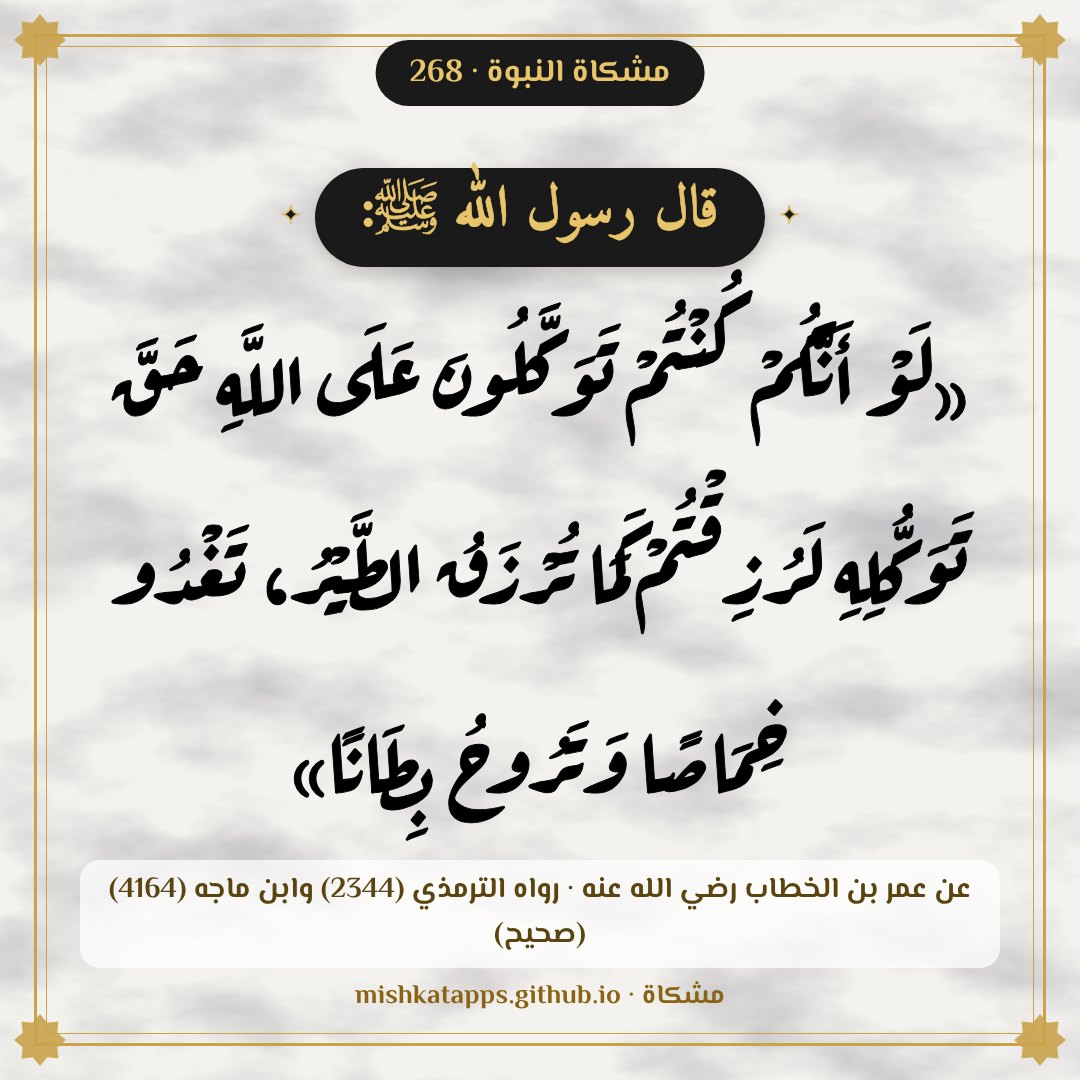 مشكاة النبوة · 268
قال رسول الله ﷺ:
«لَوْ أَنَّكُمْ كُنْتُمْ تَوَكَّلُونَ عَلَى اللَّهِ حَقَّ
تَوَكُّلِهِ لَرُزِقْتُمْ كَمَا تُرْزَقُ الطَّيْرُ، تَغْدُو
خِمَاصًا وَتَرُوحُ بِطَانًا»
عن عمر بن الخطاب رضي الله عنه · رواه الترمذي (2344) وابن ماجه (4164)
(صحيح)
مشكاة · mishkatapps.github.io